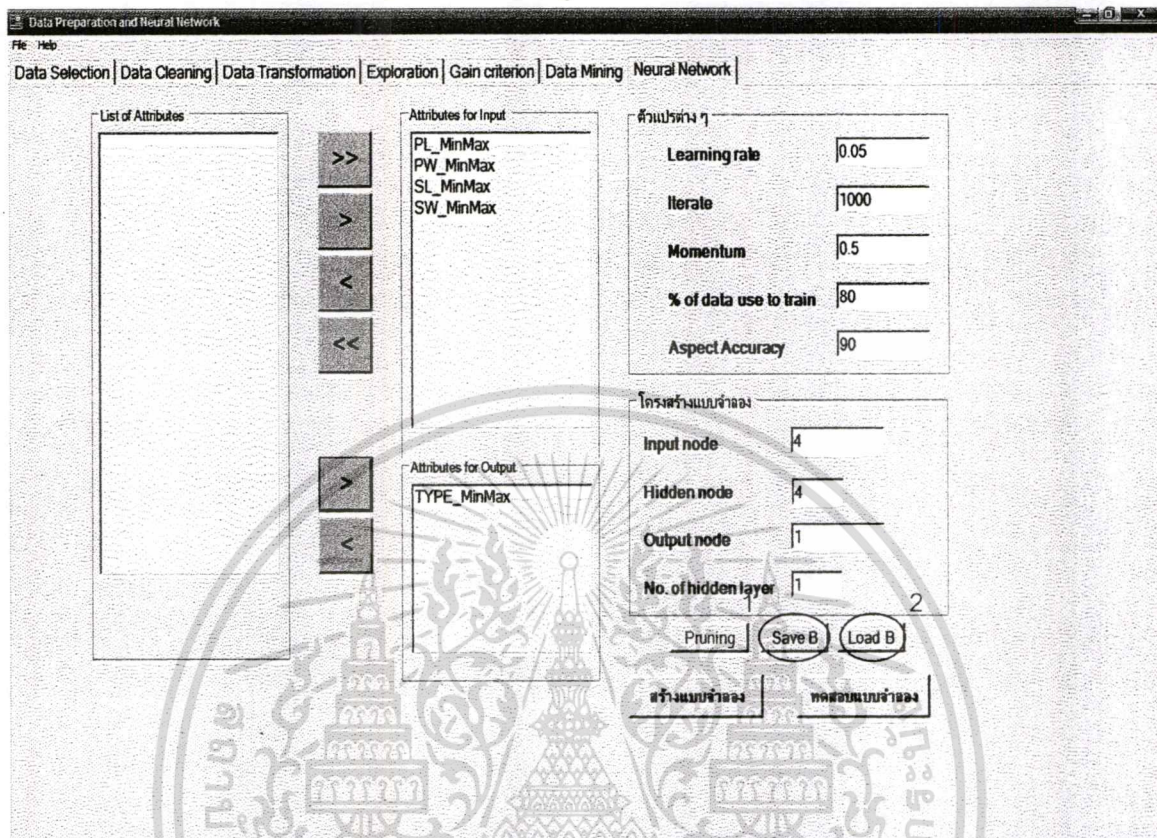 Data Preparation and Neural Network
File Help
Data Selection Data Cleaning Data Transformation Exploration Gain criterion Data Mining Neural Network
List of Attributes
>>
>
<
<<
>
<
Attributes for Input
PL_MinMax
PW_MinMax
SL_MinMax
SW_MinMax
Attributes for Output
TYPE_MinMax
ตัวแปรต่าง ๆ
Learning rate 0.05
Iterate 1000
Momentum 0.5
% of data use to train 80
Aspect Accuracy 90
โครงสร้างแบบจำลอง
Input node 4
Hidden node 4
Output node 1
No. of hidden layer 1
1 2
Pruning Save B Load B
สร้างแบบจำลอง ทดสอบแบบจำลอง